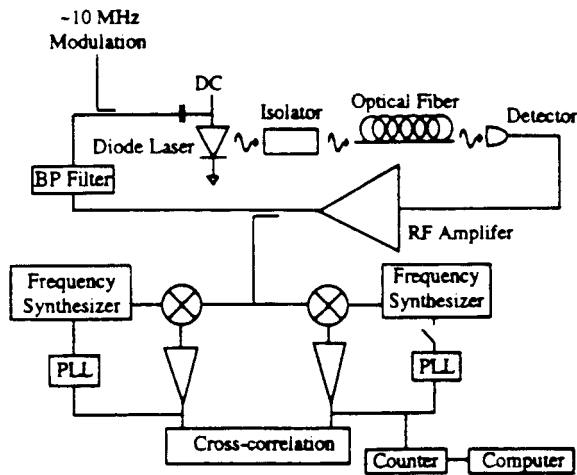 ~10 MHz
Modulation
DC
Isolator
Optical Fiber
Detector
Diode Laser
BP Filter
RF Amplifer
Frequency
Synthesizer
Frequency
Synthesizer
PLL
PLL
Cross-correlation
Counter
Computer